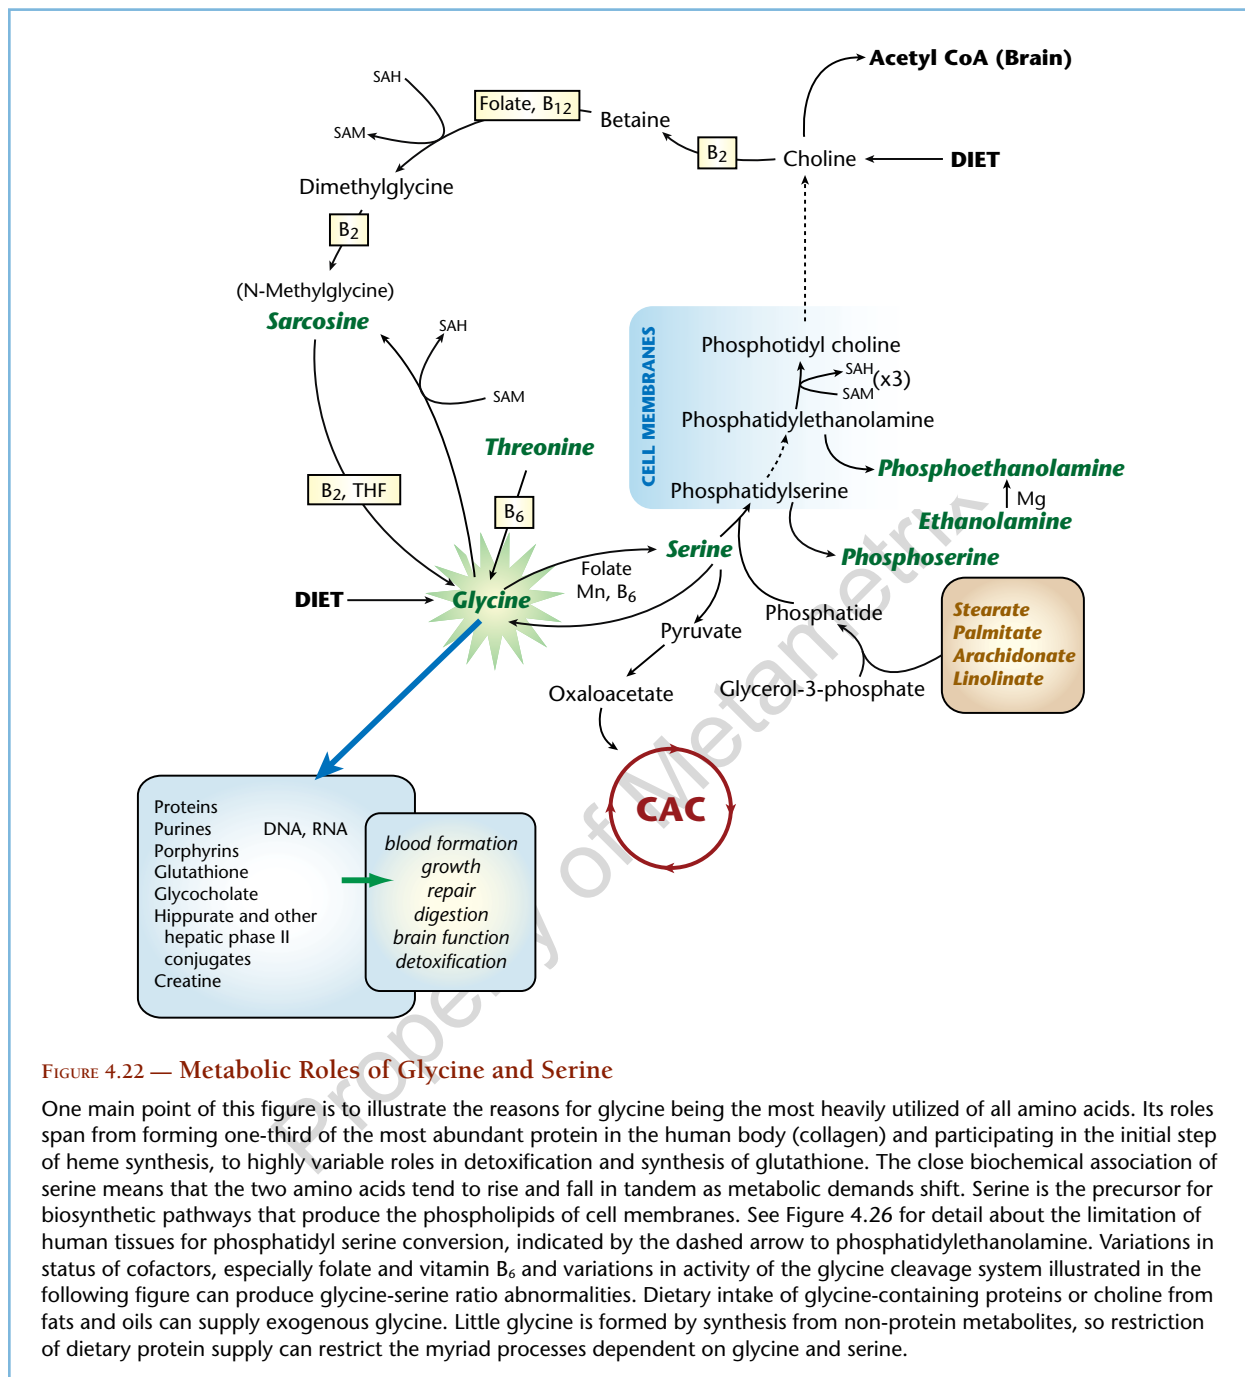 Acetyl CoA (Brain)
SAH
Folate, B12
Betaine
SAM
B2
Choline
DIET
Dimethylglycine
B2
(N-Methylglycine)
Sarcosine
SAH
SAM
CELL MEMBRANES
Phosphotidyl choline
SAH
(x3)
SAM
Phosphatidylethanolamine
Threonine
Phosphoethanolamine
B2, THF
Phosphatidylserine
Mg
B6
Ethanolamine
Serine
Phosphoserine
Folate
Mn, B6
DIET
Glycine
Phosphatide
Stearate
Palmitate
Arachidonate
Linolinate
Pyruvate
Oxaloacetate
Glycerol-3-phosphate
CAC
Proteins
Purines DNA, RNA
Porphyrins
Glutathione
Glycocholate
Hippurate and other
hepatic phase II
conjugates
Creatine
blood formation
growth
repair
digestion
brain function
detoxification
Property of Metametrix
FIGURE 4.22 — Metabolic Roles of Glycine and Serine
One main point of this figure is to illustrate the reasons for glycine being the most heavily utilized of all amino acids. Its roles
span from forming one-third of the most abundant protein in the human body (collagen) and participating in the initial step
of heme synthesis, to highly variable roles in detoxification and synthesis of glutathione. The close biochemical association of
serine means that the two amino acids tend to rise and fall in tandem as metabolic demands shift. Serine is the precursor for
biosynthetic pathways that produce the phospholipids of cell membranes. See Figure 4.26 for detail about the limitation of
human tissues for phosphatidyl serine conversion, indicated by the dashed arrow to phosphatidylethanolamine. Variations in
status of cofactors, especially folate and vitamin B6 and variations in activity of the glycine cleavage system illustrated in the
following figure can produce glycine-serine ratio abnormalities. Dietary intake of glycine-containing proteins or choline from
fats and oils can supply exogenous glycine. Little glycine is formed by synthesis from non-protein metabolites, so restriction
of dietary protein supply can restrict the myriad processes dependent on glycine and serine.